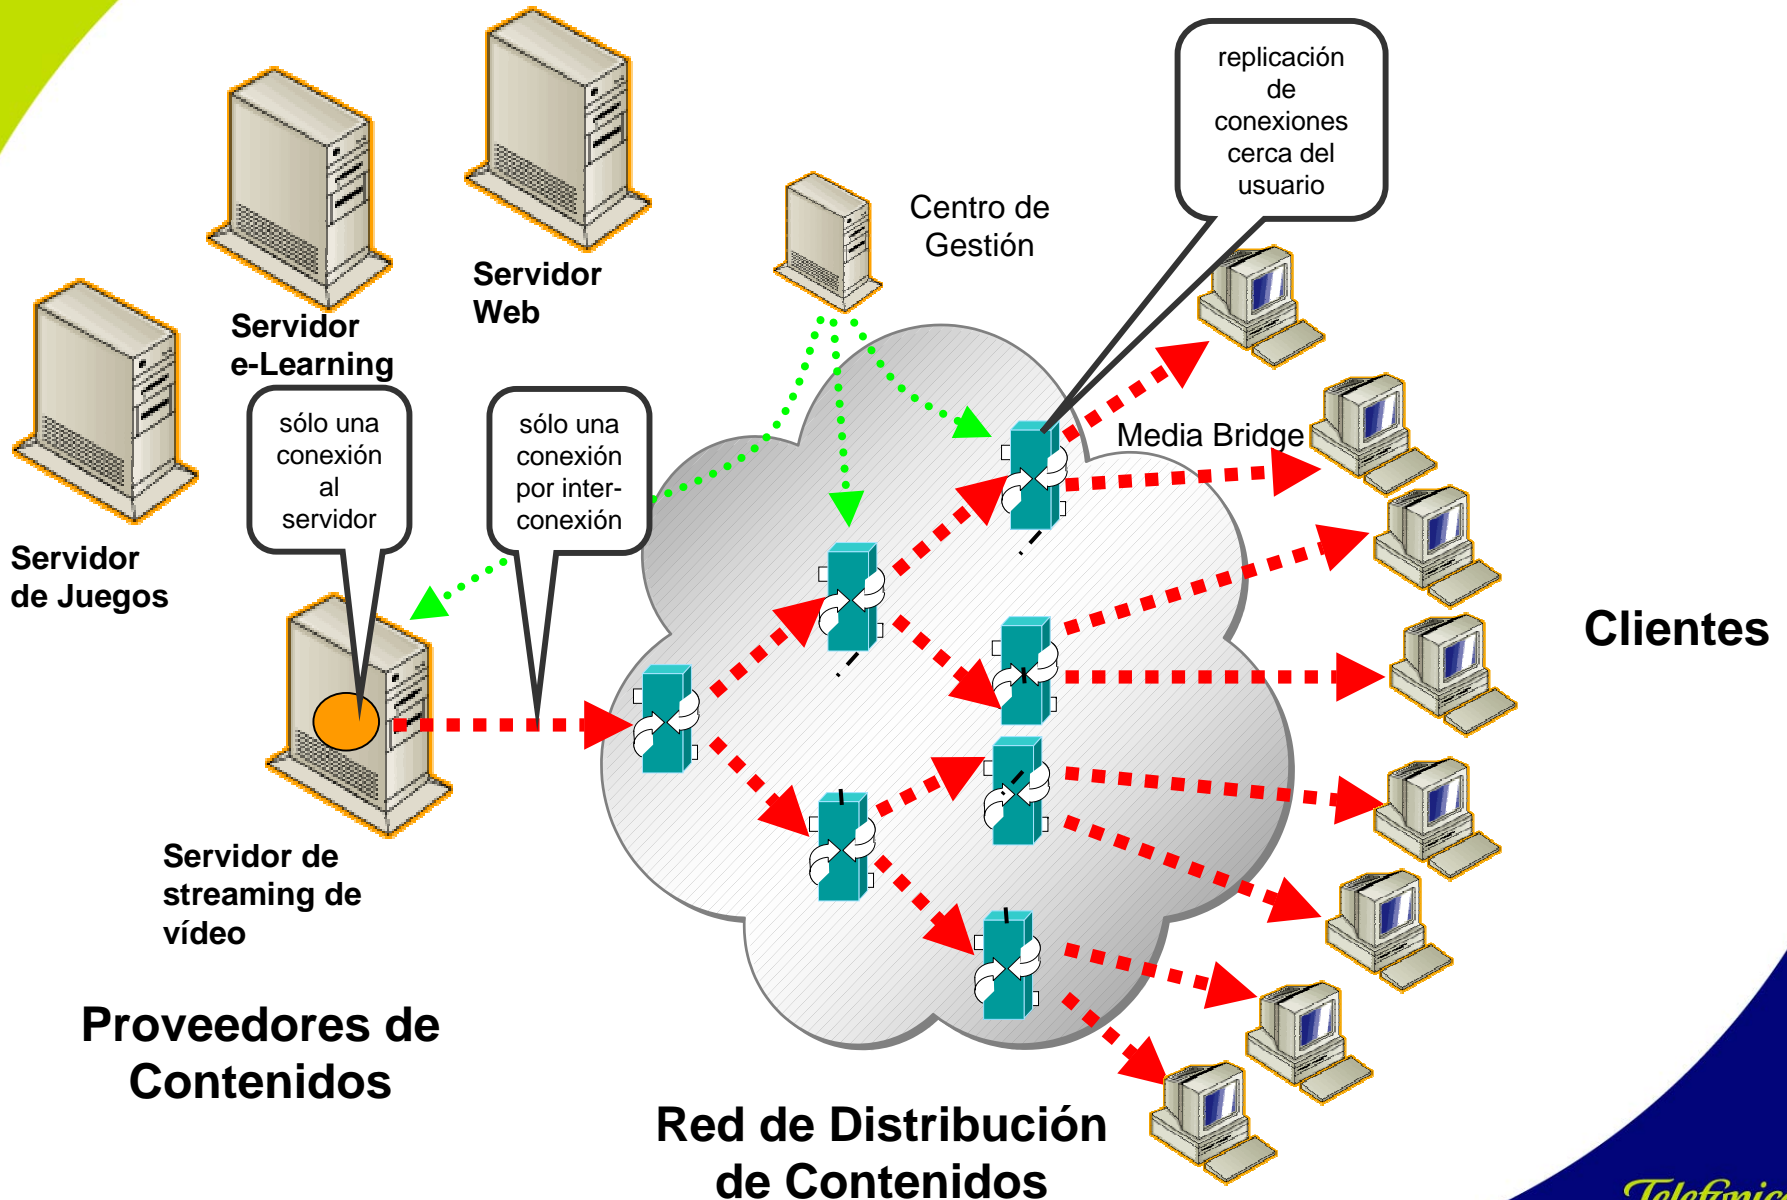 replicación
de
conexiones
cerca del
usuario
Centro de
Gestión
Servidor
Web
Servidor
e-Learning
sólo una
conexión
al
servidor
sólo una
conexión
por inter-
conexión
Media Bridge
Servidor
de Juegos
Clientes
Servidor de
streaming de
vídeo
Proveedores de
Contenidos
Red de Distribución
de Contenidos